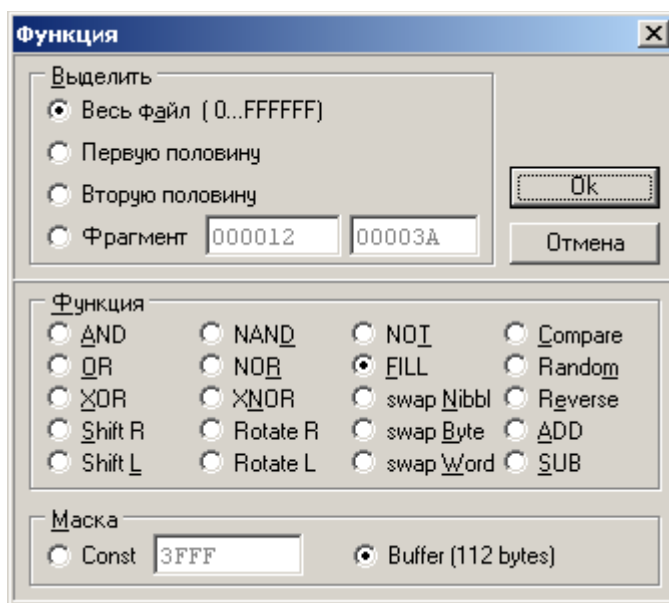 Функция
Выделить
Весь файл ( 0...FFFFFF)
Первую половину
Вторую половину
Фрагмент 000012 00003A
Ok
Отмена
Функция
AND NAND NOT Compare
OR NOR FILL Random
XOR XNOR swap Nibbl Reverse
Shift R Rotate R swap Byte ADD
Shift L Rotate L swap Word SUB
Маска
Const 3FFF Buffer (112 bytes)